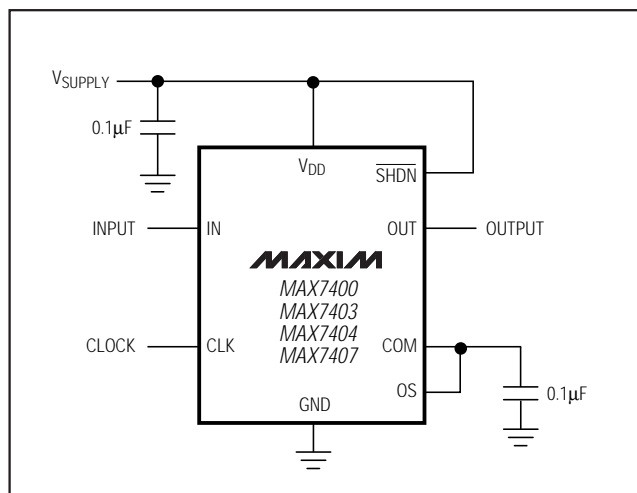 VSUPPLY
0.1μF
VDD
SHDN
INPUT
IN
OUT
OUTPUT
MAXIM
MAX7400
MAX7403
MAX7404
MAX7407
CLOCK
CLK
COM
OS
0.1μF
GND